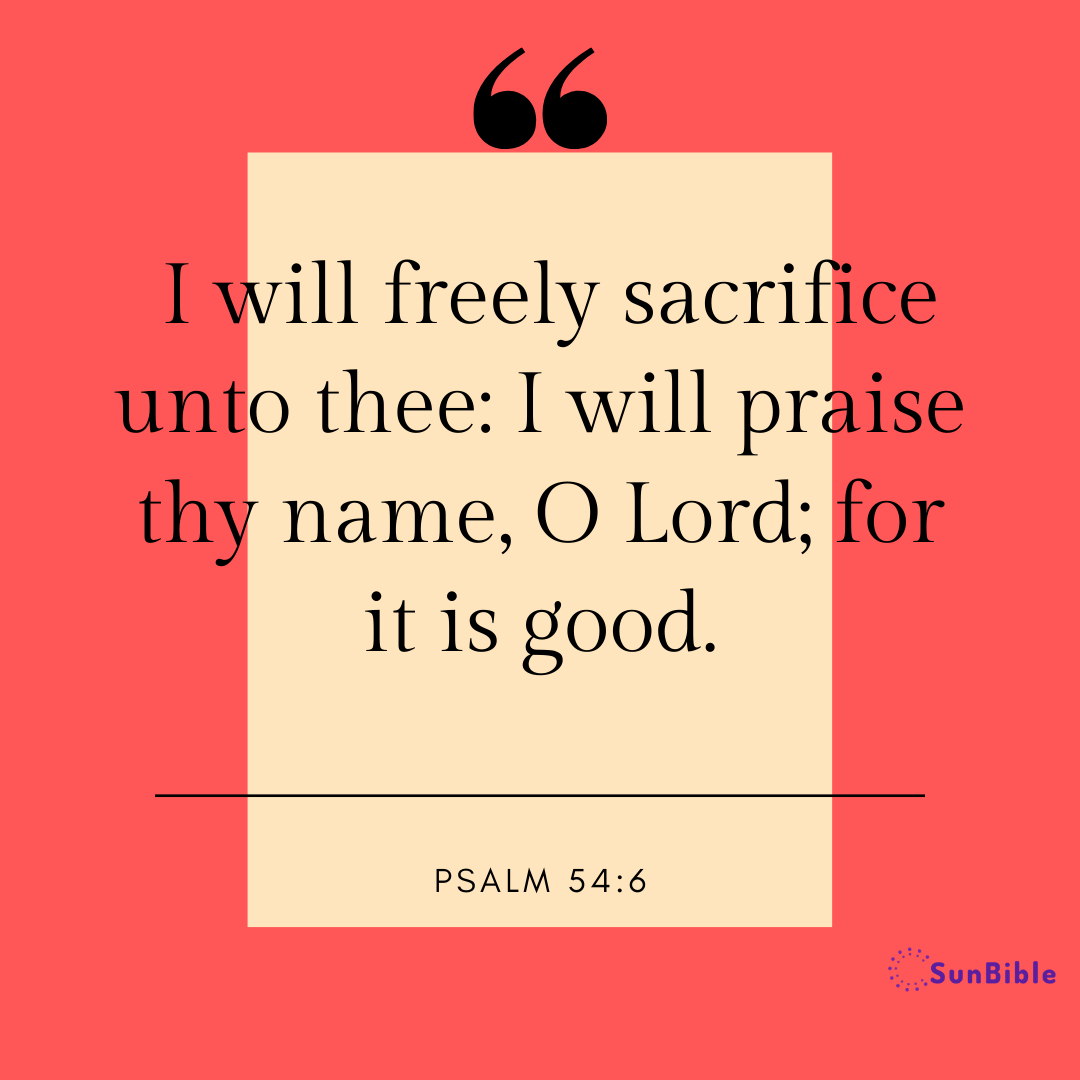 “
I will freely sacrifice
unto thee: I will praise
thy name, O Lord; for
it is good.
PSALM 54:6
SunBible